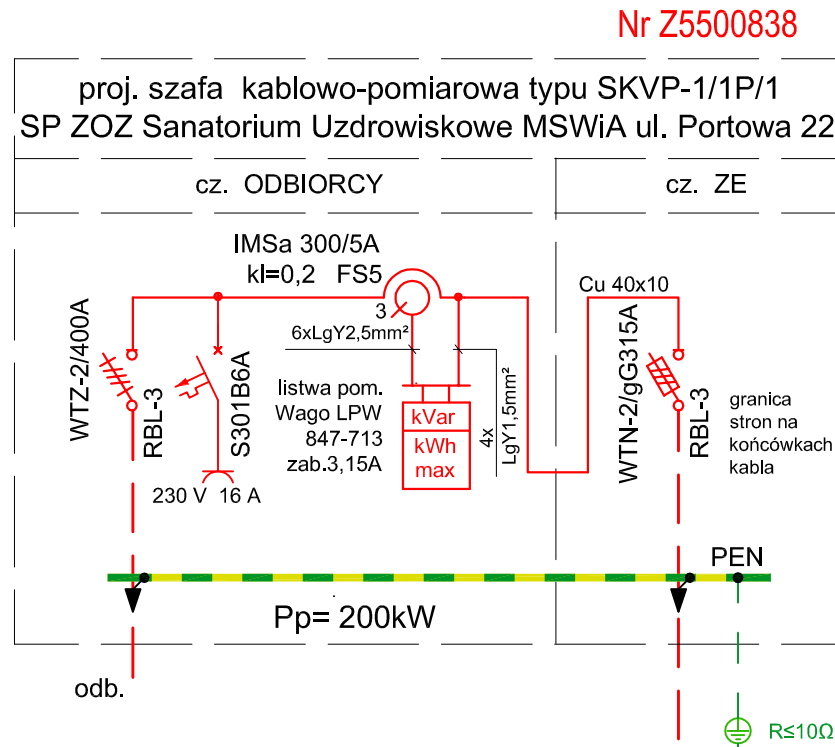 Nr Z5500838
proj. szafa kablowo-pomiarowa typu SKVP-1/1P/1
SP ZOZ Sanatorium Uzdrowiskowe MSWiA ul. Portowa 22
cz. ODBIORCY
cz. ZE
IMSa 300/5A
kl=0,2 FS5
3
Cu 40x10
6xLgY2,5mm²
WTZ-2/400A
RBL-3
S301B6A
230 V 16 A
listwa pom.
Wago LPW
847-713
zab.3,15A
kVar
kWh
max
4x
LgY1,5mm²
WTN-2/gG315A
RBL-3
granica
stron na
końcówkach
kabla
PEN
Pp= 200kW
odb.
R≤10Ω